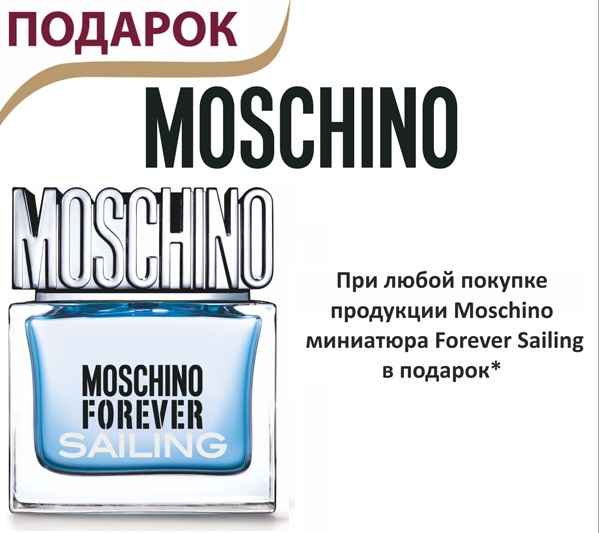 ПОДАРОК
MOSCHINO
MOSCHINO
MOSCHINO
FOREVER
SAILING
При любой покупке
продукции Moschino
миниатюра Forever Sailing
в подарок*